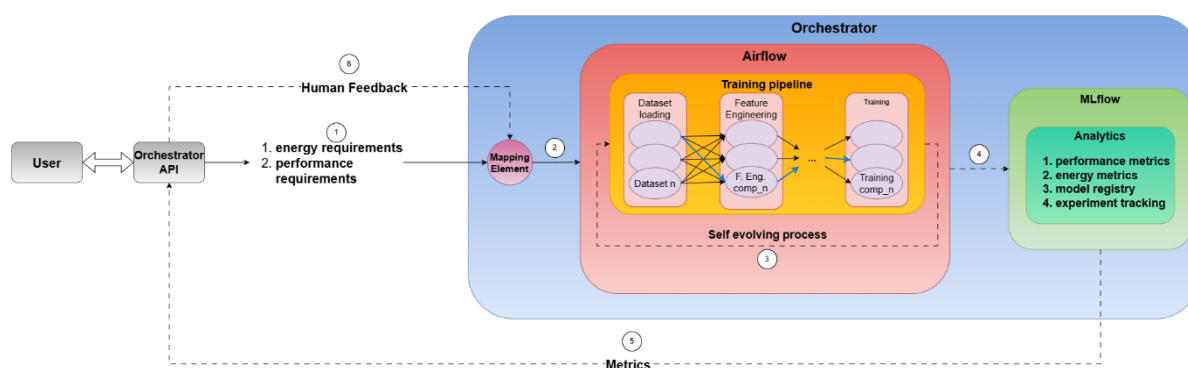 Orchestrator
Airflow
6
Human Feedback
Training pipeline
Dataset
loading
Feature
Engineering
Training
MLflow
Analytics
1
1. energy requirements
2. performance
requirements
User
Orchestrator
API
Mapping
Element
2
...
Dataset n
F. Eng.
comp_n
Training
comp_n
4
1. performance metrics
2. energy metrics
3. model registry
4. experiment tracking
Self evolving process
3
5
Metrics